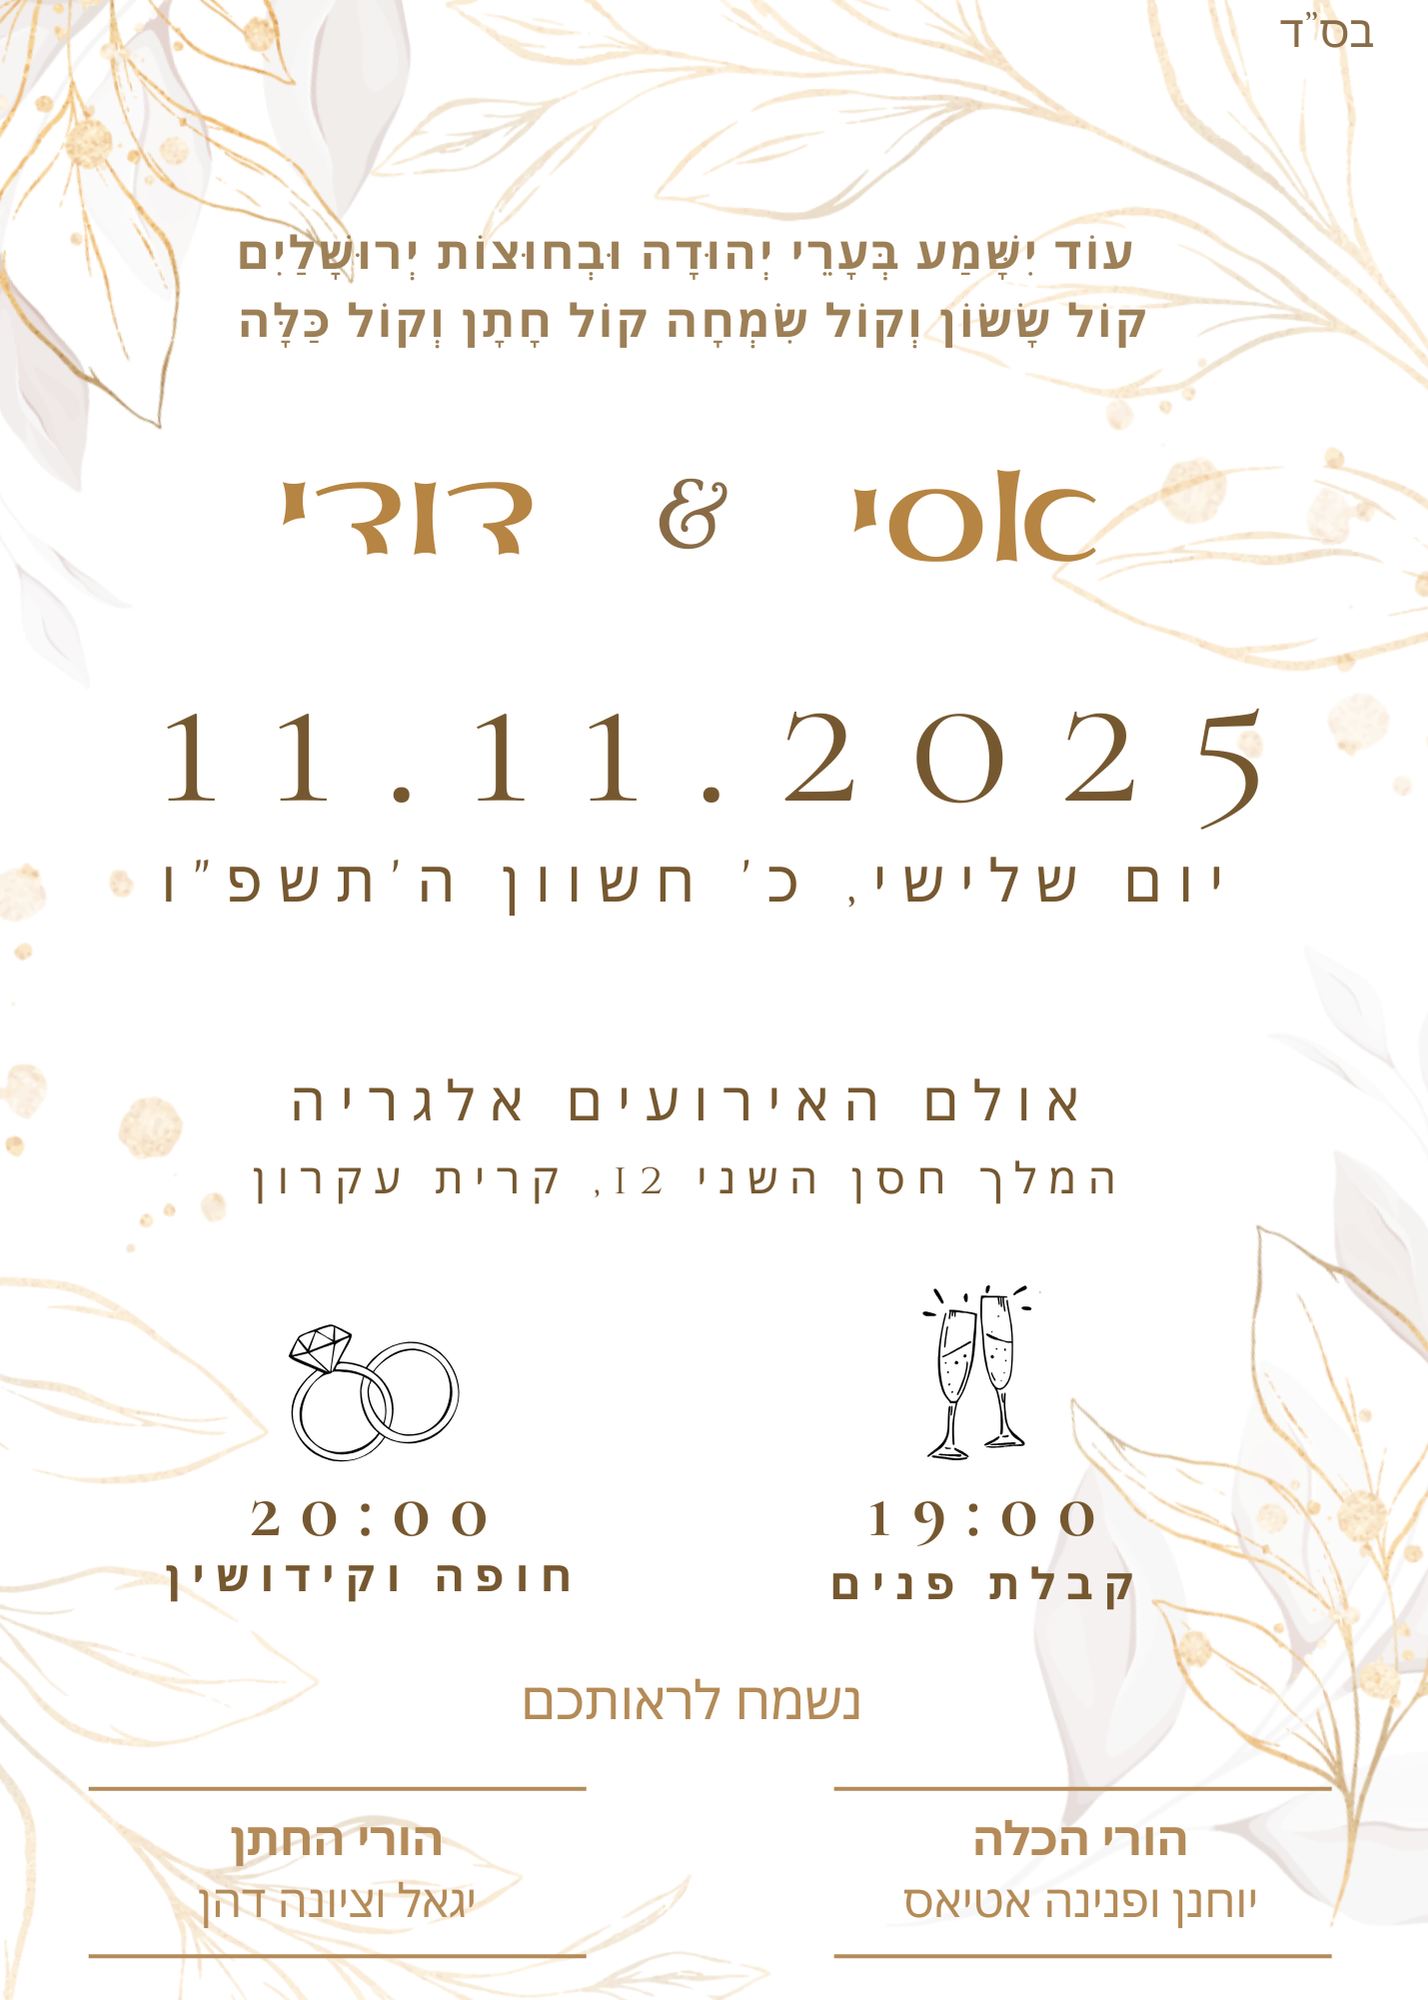 בס"ד
עוֹד יִשָּׁמַע בְּעָרֵי יְהוּדָה וּבְחוּצוֹת יְרוּשָׁלַיִם
קוֹל שָׂשׂוֹן וְקוֹל שִׂמְחָה קוֹל חָתָן וְקוֹל כַּלָּה
אסי & דודי
11.11.2025
יום שלישי, כ' חשוון ה'תשפ"ו
אולם האירועים אלגריה
המלך חסן השני 12, קרית עקרון
19:00
קבלת פנים
20:00
חופה וקידושין
נשמח לראותכם
הורי הכלה
יוחנן ופנינה אטיאס
הורי החתן
יגאל וציונה דהן